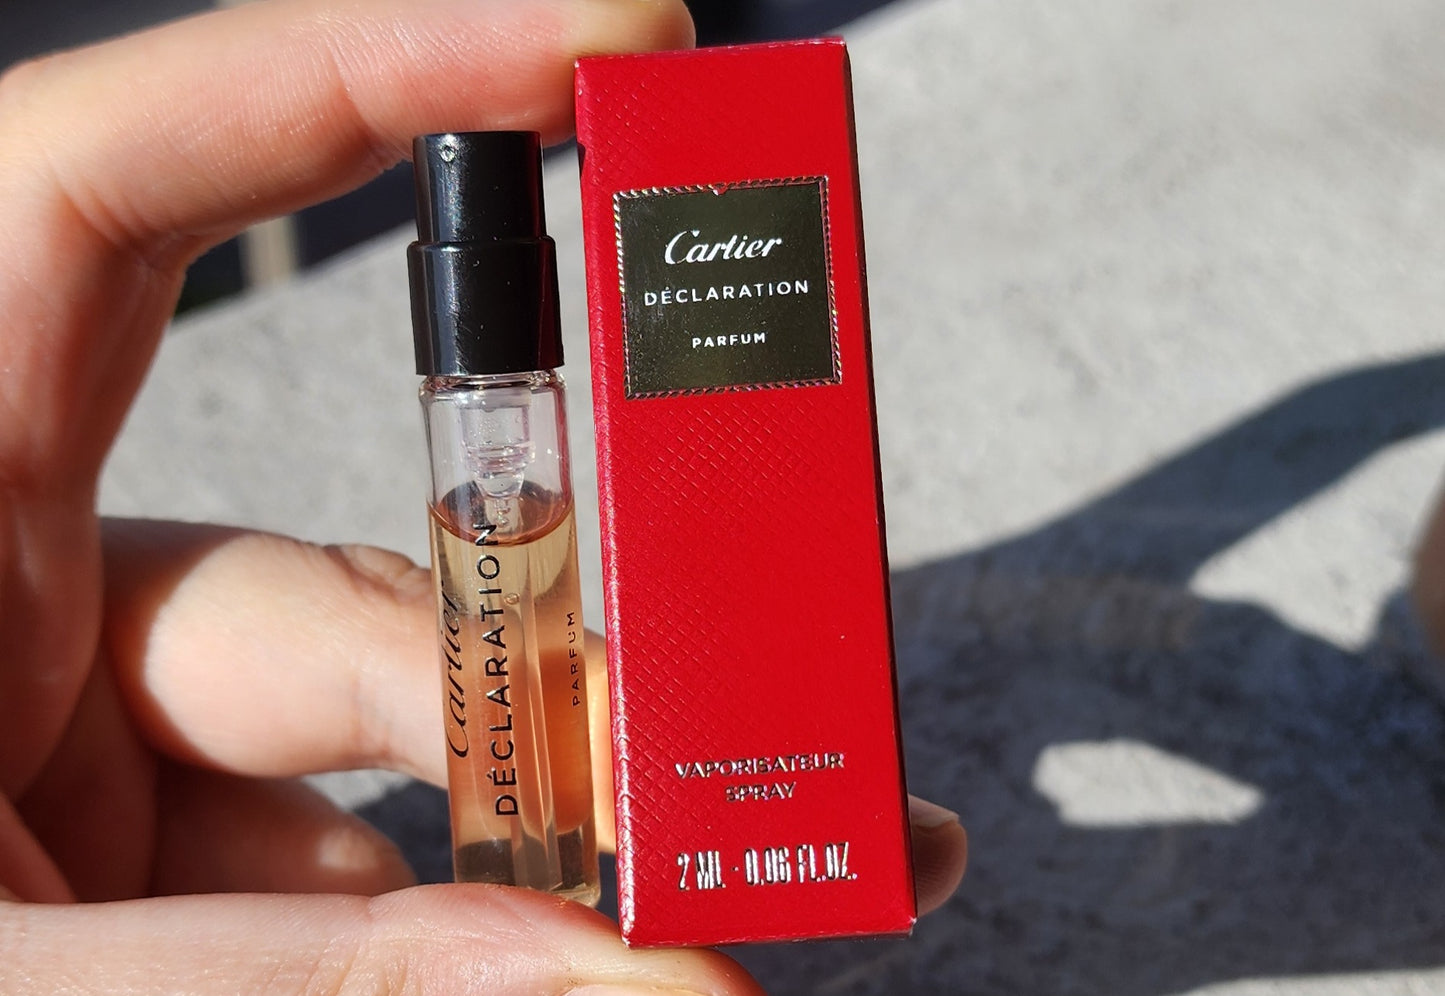 Cartier
DÉCLARATION
PARFUM
Cartier
DÉCLARATION
PARFUM
VAPORISATEUR
SPRAY
2 ML - 0.06 FL.OZ.